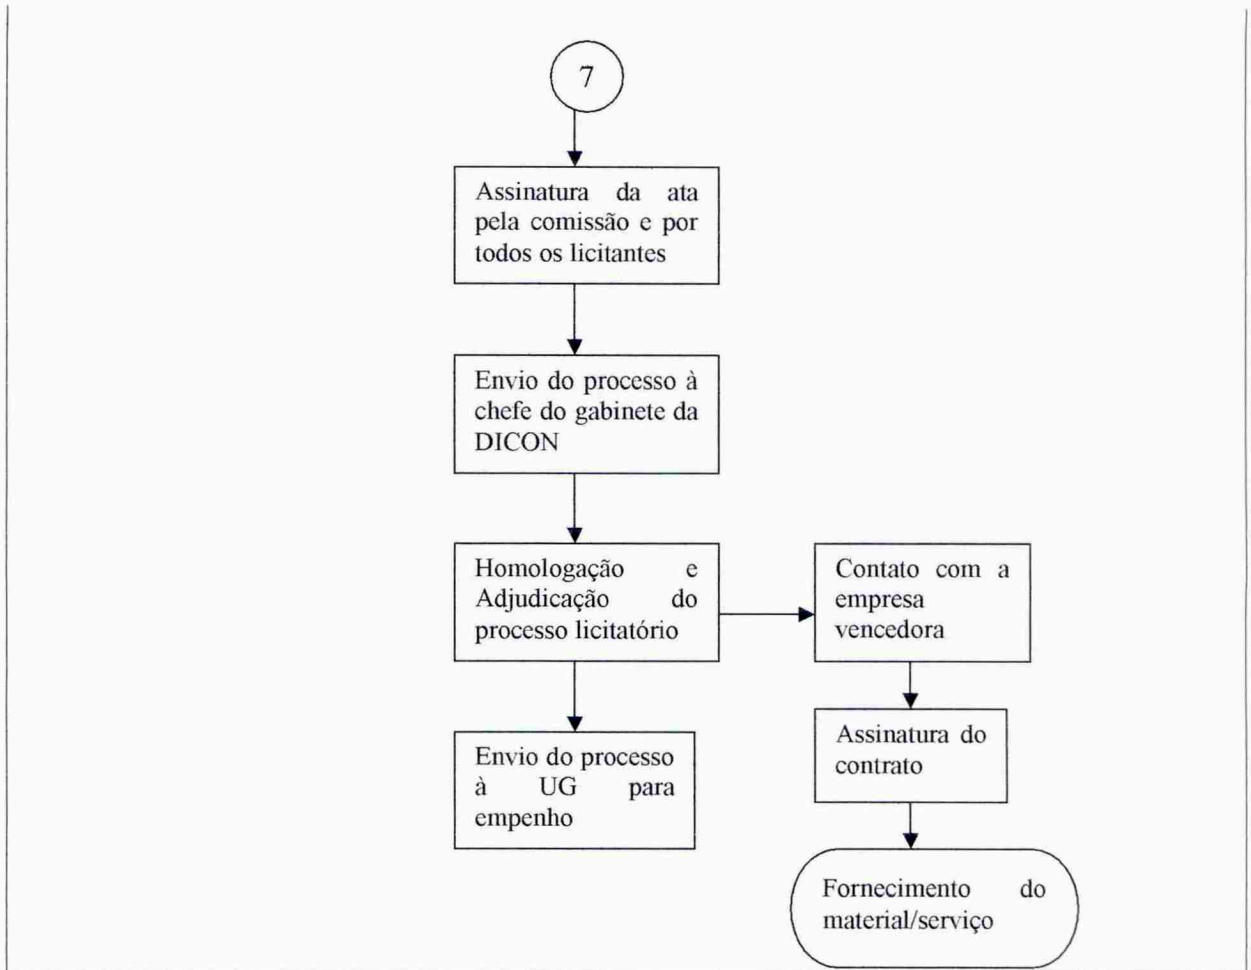 7
Assinatura da ata
pela comissão e por
todos os licitantes
Envio do processo à
chefe do gabinete da
DICON
Homologação e
Adjudicação do
processo licitatório
Contato com a
empresa
vencedora
Envio do processo
à UG para
empenho
Assinatura do
contrato
Fornecimento do
material/serviço